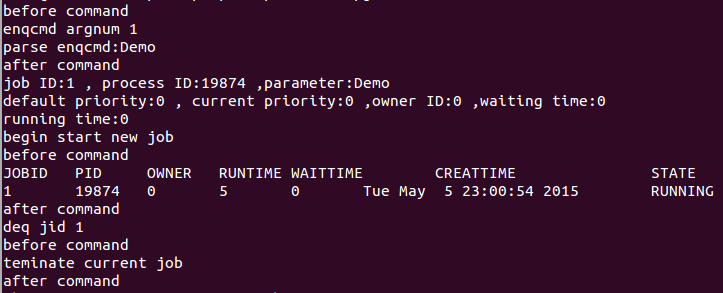 before command
enqcmd argnum 1
parse enqcmd:Demo
after command
job ID:1 , process ID:19874 ,parameter:Demo
default priority:0 , current priority:0 ,owner ID:0 ,waiting time:0
running time:0
begin start new job
before command
JOBID PID OWNER RUNTIME WAITTIME CREATTIME STATE
1 19874 0 5 0 Tue May 5 23:00:54 2015 RUNNING
after command
deq jid 1
before command
teminate current job
after command